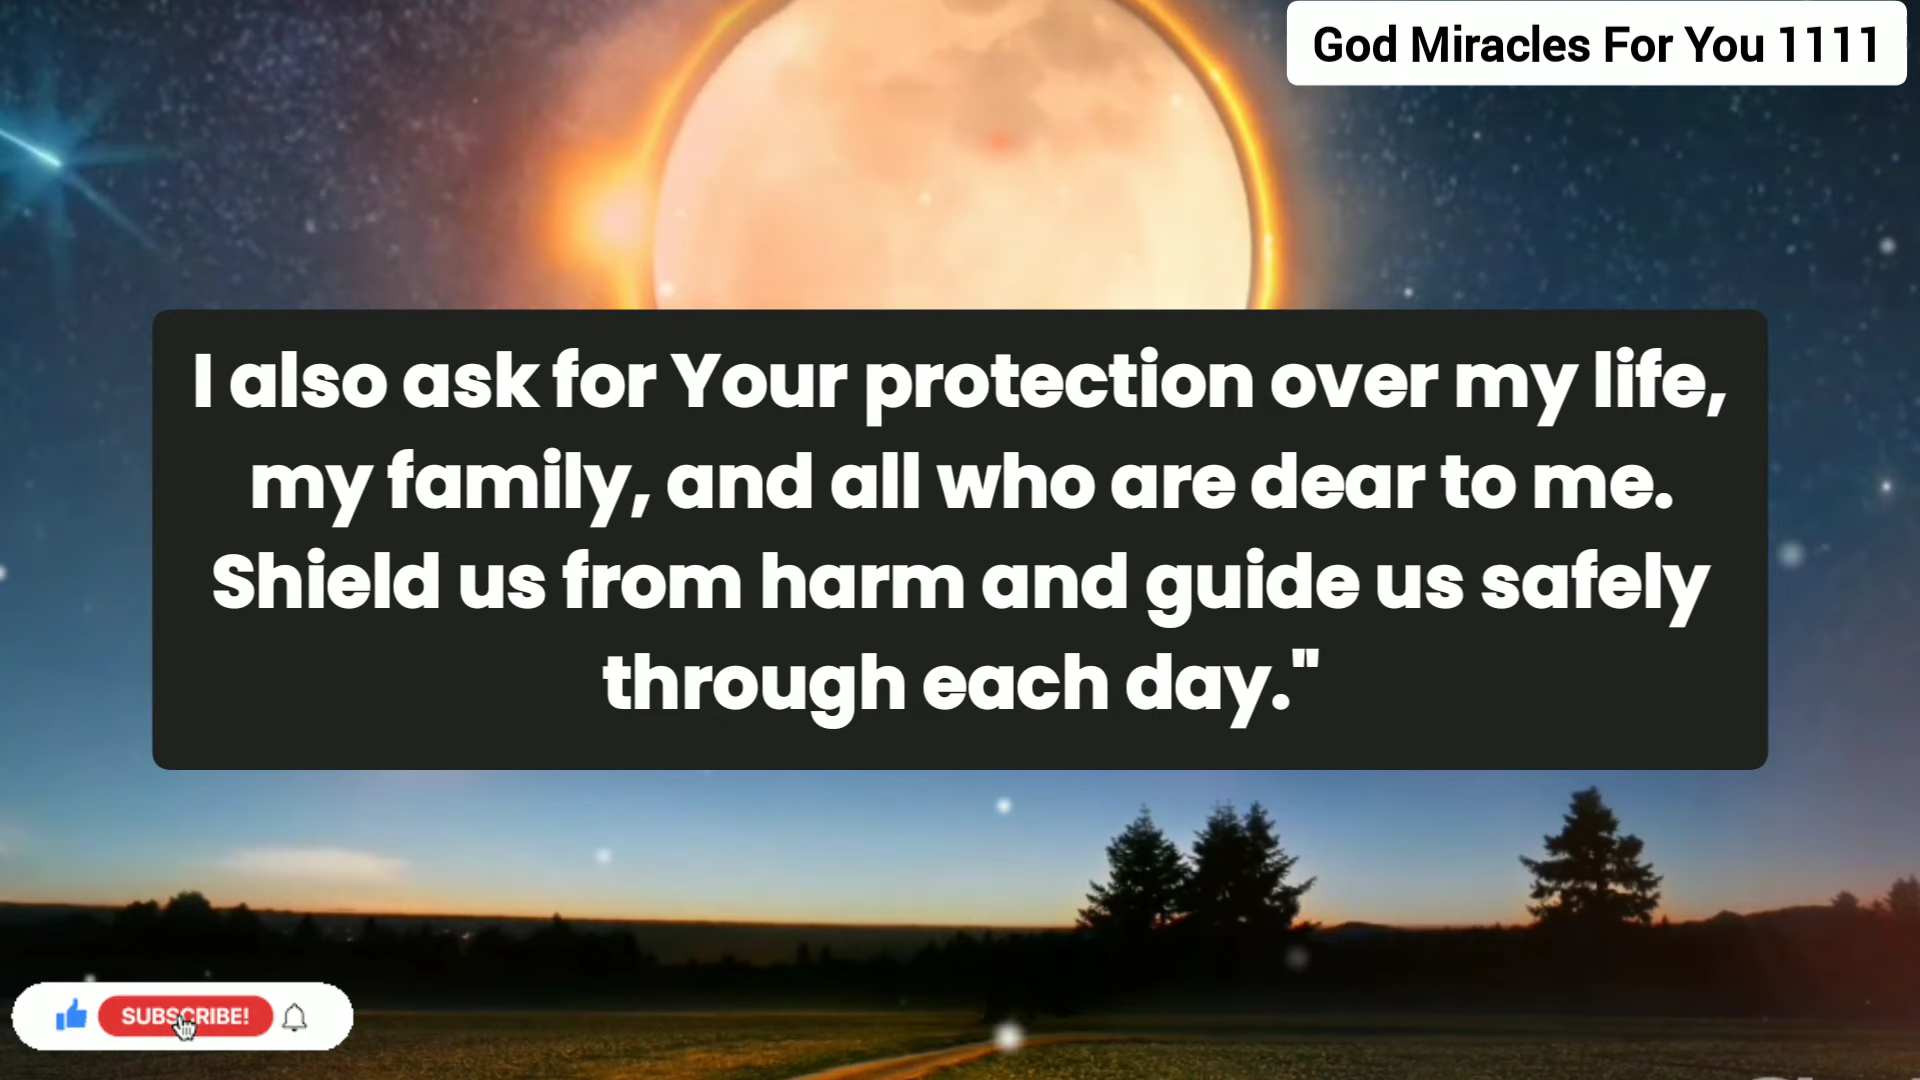 God Miracles For You 1111
I also ask for Your protection over my life,
my family, and all who are dear to me.
Shield us from harm and guide us safely
through each day."
SUBSCRIBE!